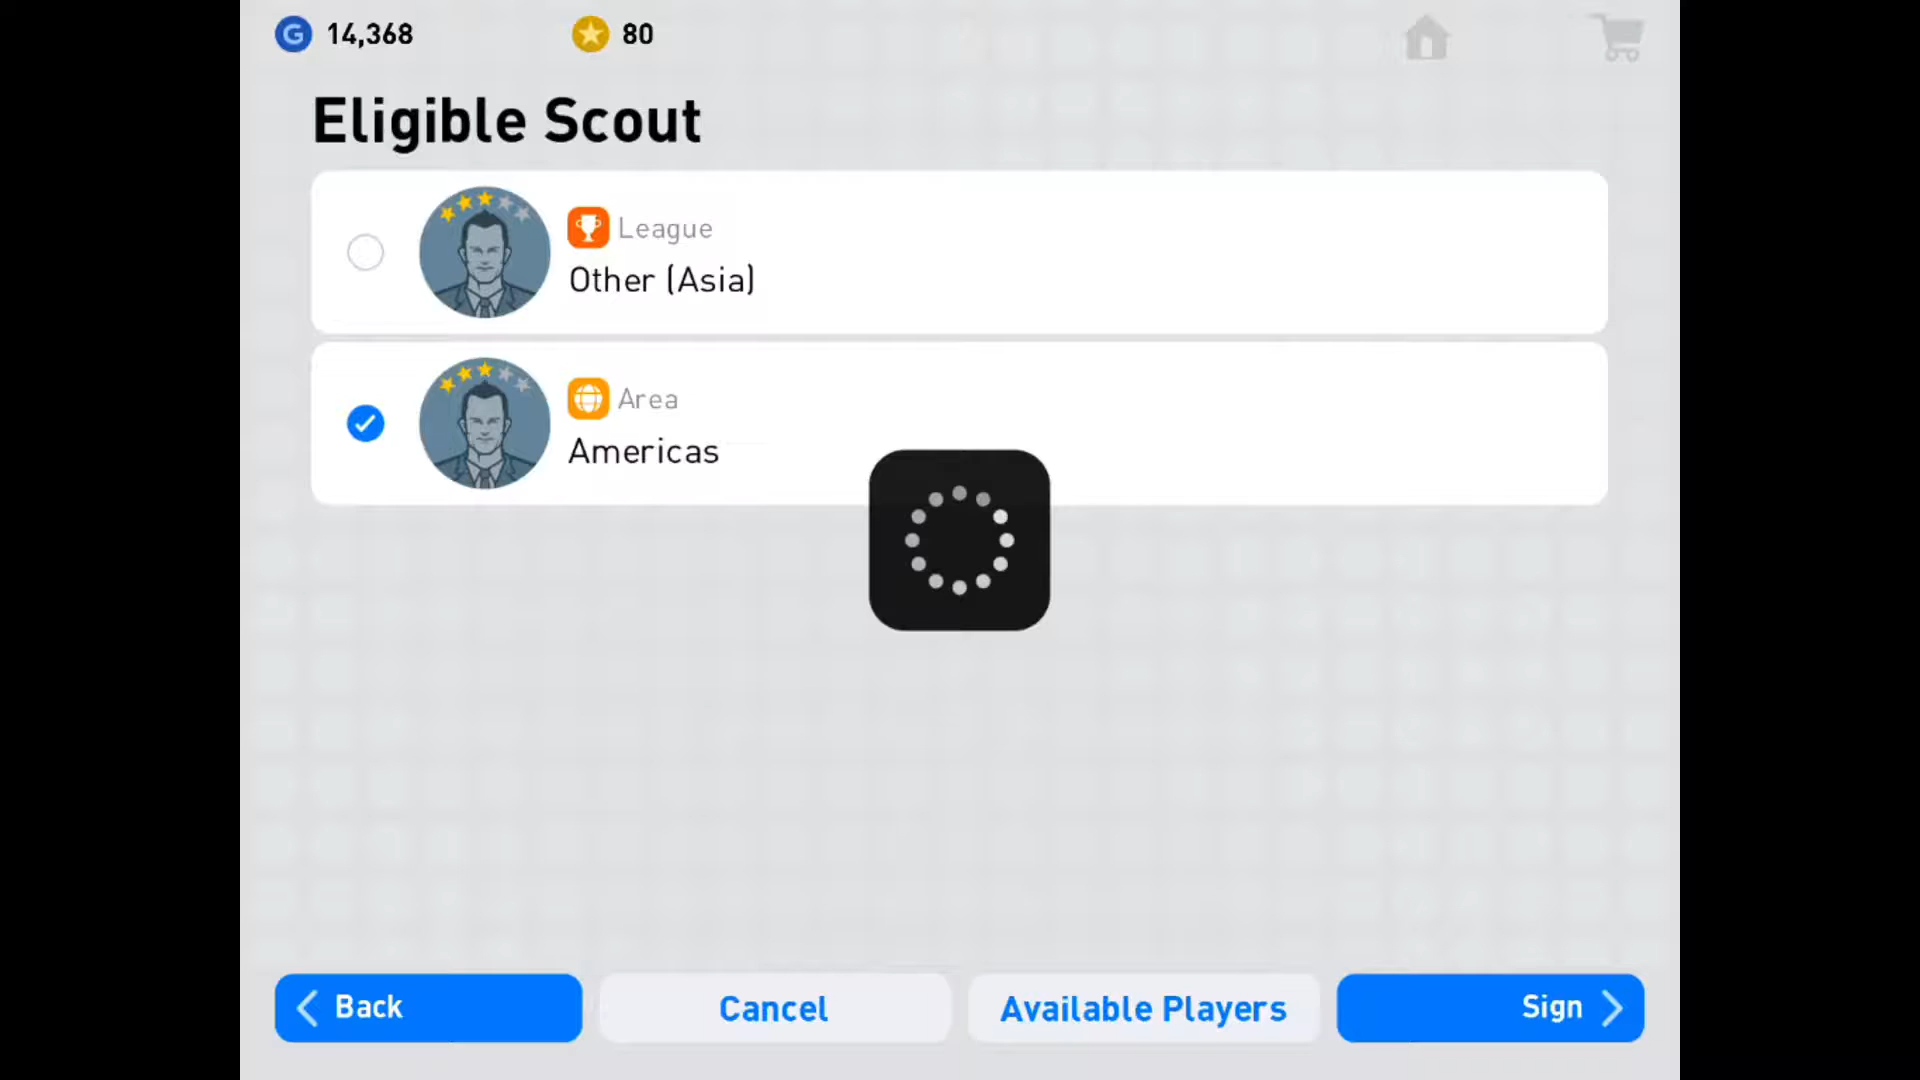 G 14,368 80
Eligible Scout
League
Other (Asia)
Area
Americas
Back Cancel Available Players Sign